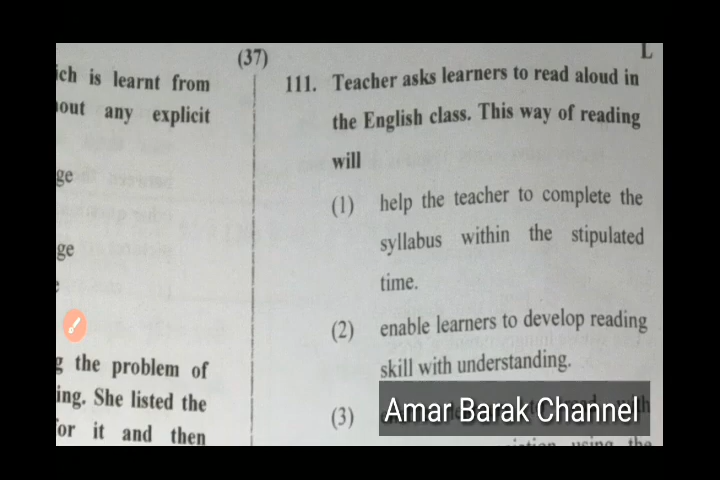 (37)
L
ich is learnt from
out any explicit
ge
ge
the problem of
ing. She listed the
for it and then
111. Teacher asks learners to read aloud in
the English class. This way of reading
will
(1) help the teacher to complete the
syllabus within the stipulated
time.
(2) enable learners to develop reading
skill with understanding.
(3)
Amar Barak Channel
using the